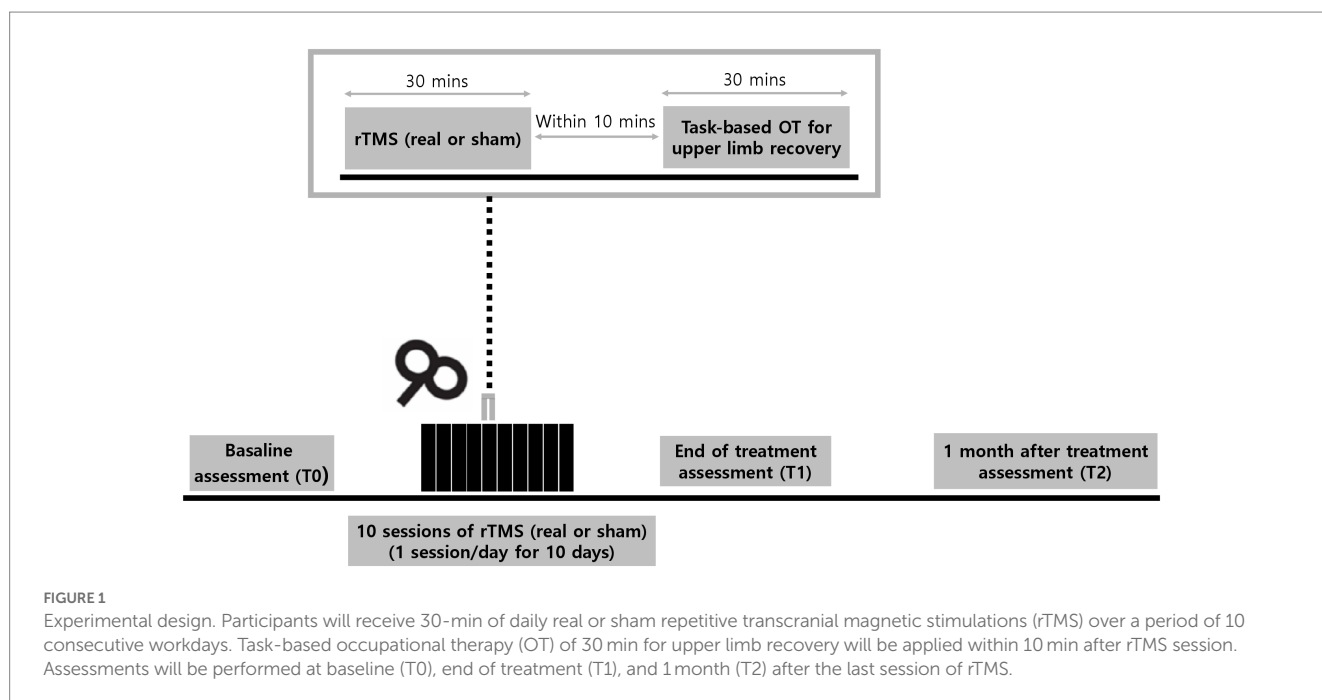 30 mins
30 mins
rTMS (real or sham)
Within 10 mins
Task-based OT for
upper limb recovery
Basaline
assessment (T0)
End of treatment
assessment (T1)
1 month after treatment
assessment (T2)
10 sessions of rTMS (real or sham)
(1 session/day for 10 days)
FIGURE 1
Experimental design. Participants will receive 30-min of daily real or sham repetitive transcranial magnetic stimulations (rTMS) over a period of 10
consecutive workdays. Task-based occupational therapy (OT) of 30 min for upper limb recovery will be applied within 10 min after rTMS session.
Assessments will be performed at baseline (T0), end of treatment (T1), and 1 month (T2) after the last session of rTMS.